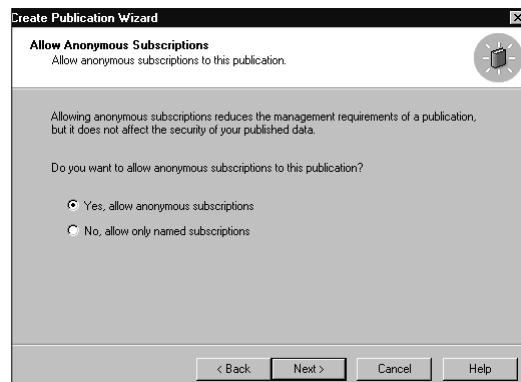 Create Publication Wizard
Allow Anonymous Subscriptions
Allow anonymous subscriptions to this publication.
Allowing anonymous subscriptions reduces the management requirements of a publication,
but it does not affect the security of your published data.
Do you want to allow anonymous subscriptions to this publication?
Yes, allow anonymous subscriptions
No, allow only named subscriptions
< Back Next > Cancel Help